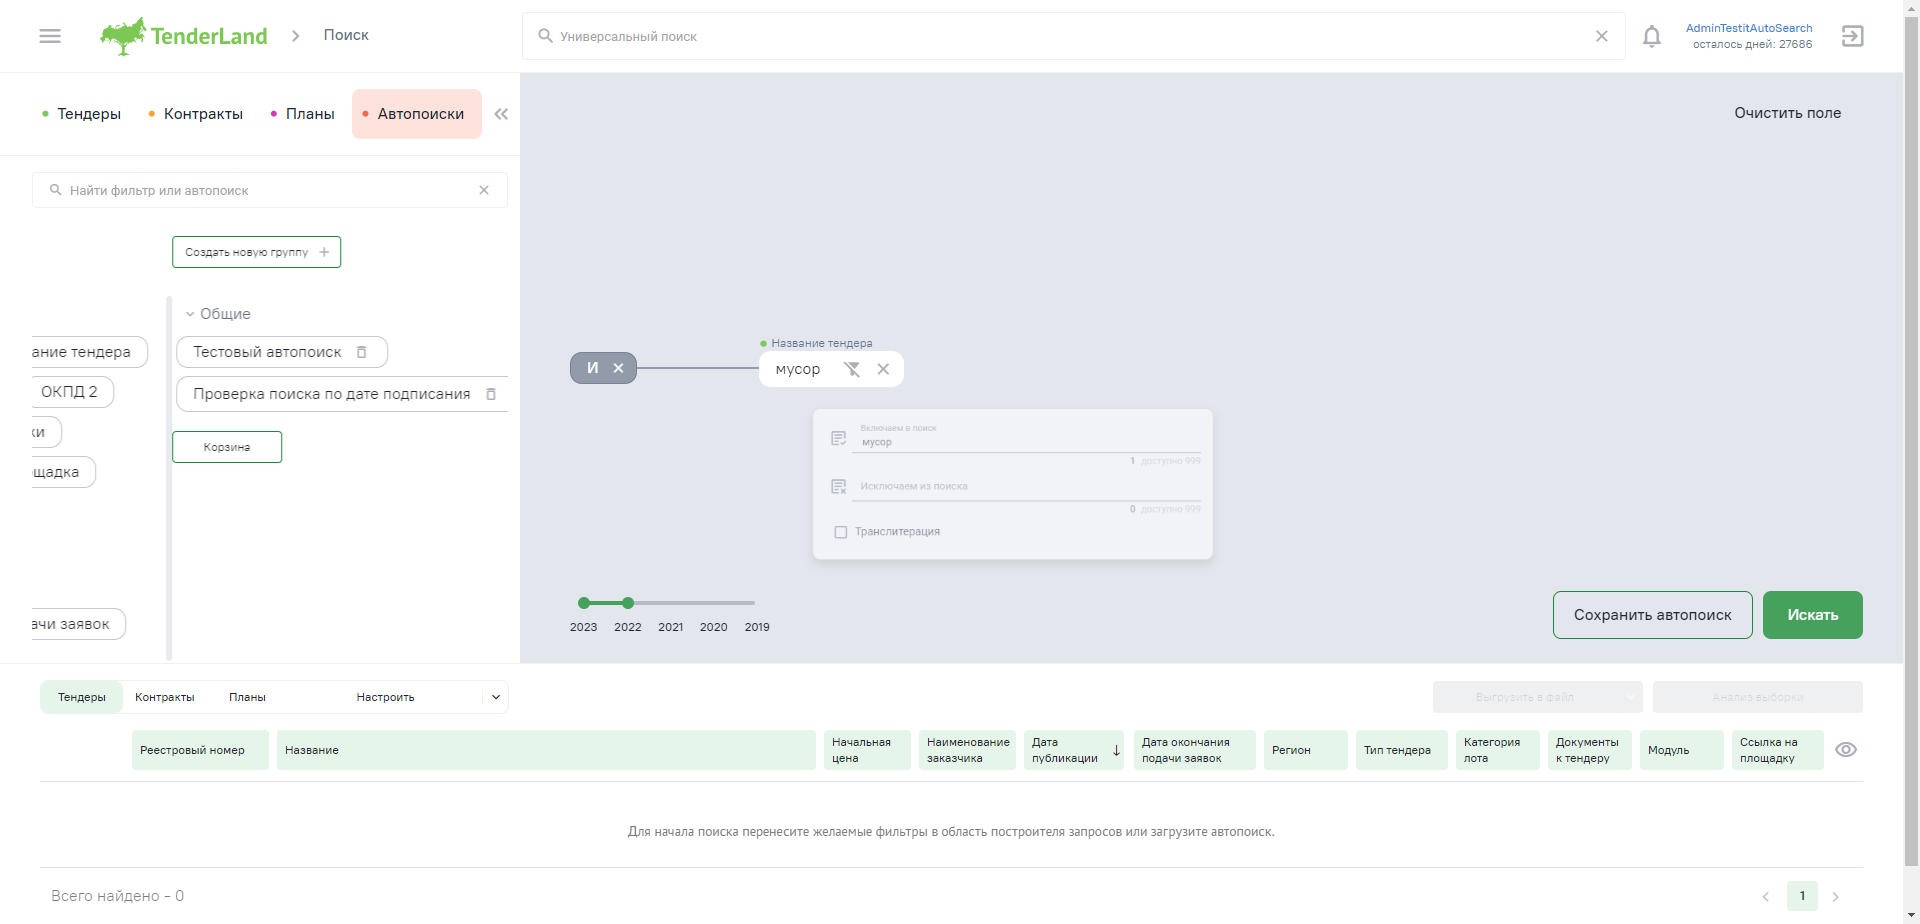 TenderLand
Поиск
Универсальный поиск
AdminTestitAutoSearch
осталось дней: 27686
Тендеры
Контракты
Планы
Автопоиски
Очистить поле
Найти фильтр или автопоиск
Создать новую группу
Общие
ание тендера
Тестовый автопоиск
ОКПД 2
Проверка поиска по дате подписания
ки
Корзина
щадка
ачи заявок
Название тендера
И
мусор
Включаем в поиск
мусор
1 доступно 999
Исключаем из поиска
0 доступно 999
Транслитерация
2023 2022 2021 2020 2019
Сохранить автопоиск
Искать
Тендеры
Контракты
Планы
Настроить
Выгрузить в файл
Анализ выборки
Реестровый номер
Название
Начальная
цена
Наименование
заказчика
Дата
публикации
Дата окончания
подачи заявок
Регион
Тип тендера
Категория
лота
Документы
к тендеру
Модуль
Ссылка на
площадку
Для начала поиска перенесите желаемые фильтры в область построителя запросов или загрузите автопоиск.
Всего найдено - 0
1